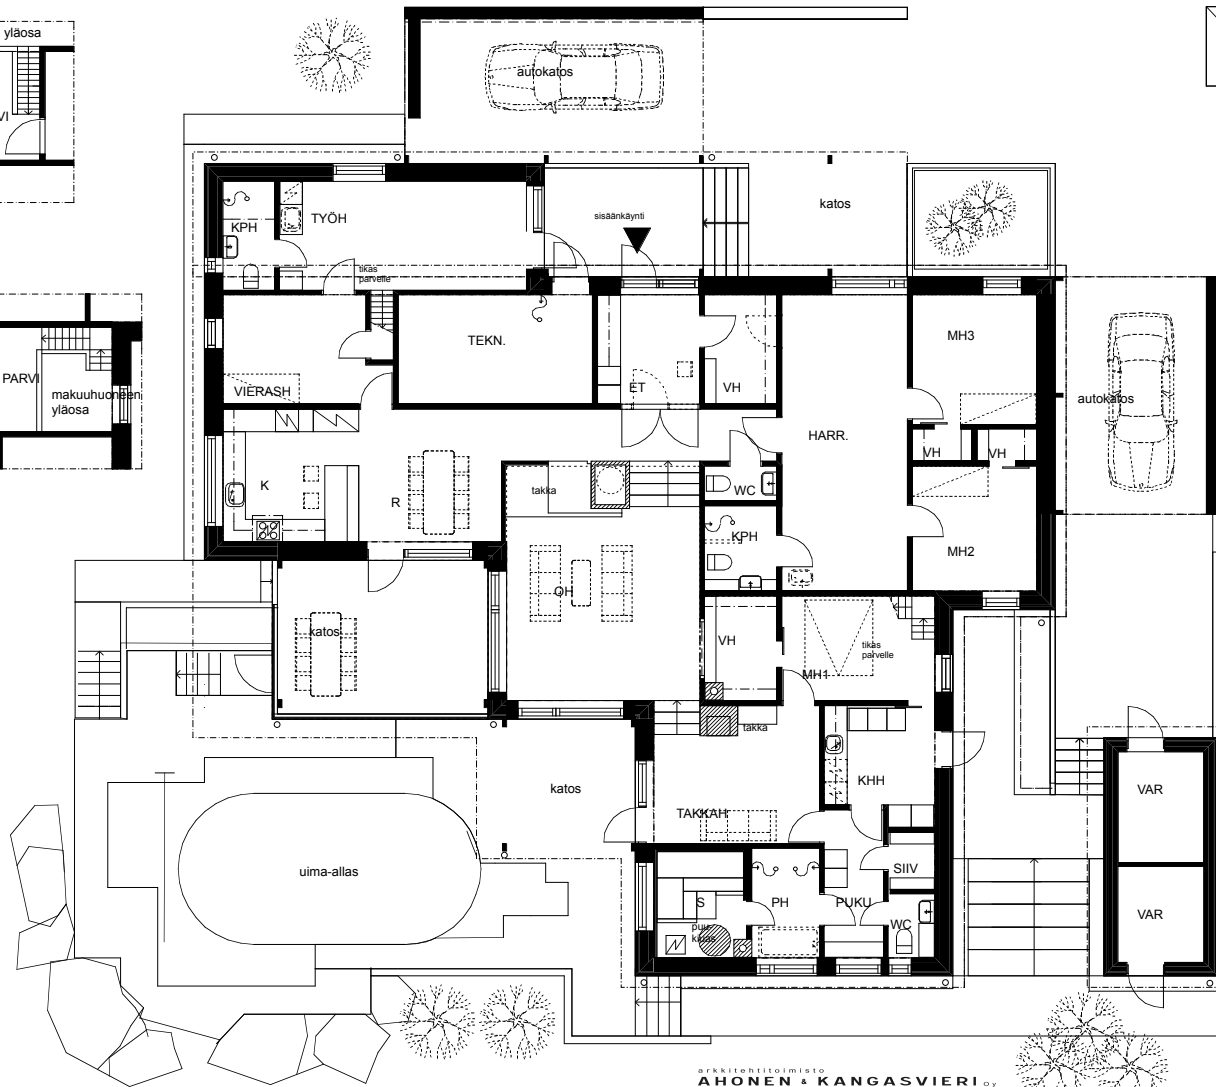 yläosa
VI
autokatos
sisäänkäynti
katos
KPH
TYÖH
tikas
parvelle
TEKN.
VIERASH
ET
VH
HARR.
MH3
autokatos
PARVI
makuuhuoneen
yläosa
K
R
takka
WC
VH
VH
KPH
MH2
OH
katos
VH
MH1
tikas
parvelle
takka
katos
KHH
TAKKAH
VAR
uima-allas
S
PH
PUKU
SIIV
WC
puu-
kiuas
VAR
arkkitehtitoimisto
AHONEN & KANGASVIERI Oy